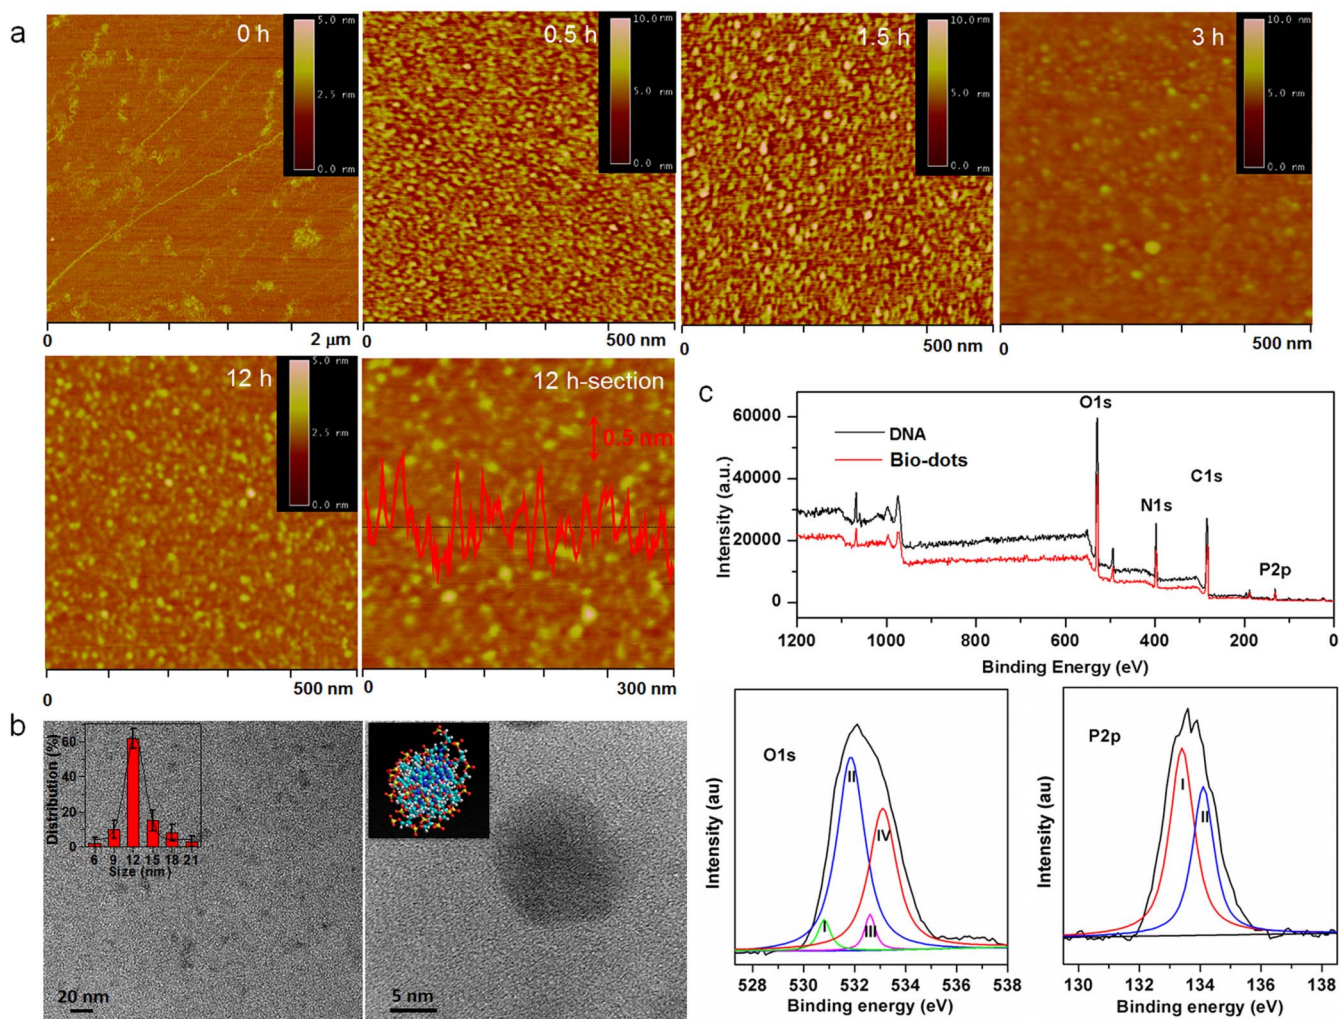 a
0 h
5.0 nm
2.5 nm
0.0 nm
0 2 μm
0.5 h
10.0 nm
5.0 nm
0.0 nm
0 500 nm
1.5 h
10.0 nm
5.0 nm
0.0 nm
0 500 nm
3 h
10.0 nm
5.0 nm
0.0 nm
0 500 nm
12 h
5.0 nm
2.5 nm
0.0 nm
0 500 nm
12 h-section
0.5 nm
0 300 nm
b
Distribution (%)
60
20
0
6 9 12 15 18 21
Size (nm)
20 nm
5 nm
c
Intensity (a.u.)
60000
40000
20000
0
DNA
Bio-dots
O1s
N1s
C1s
P2p
1200 1000 800 600 400 200 0
Binding Energy (eV)
O1s
Intensity (au)
I
II
III
IV
528 530 532 534 536 538
Binding energy (eV)
P2p
Intensity (au)
I
II
130 132 134 136 138
Binding energy (eV)